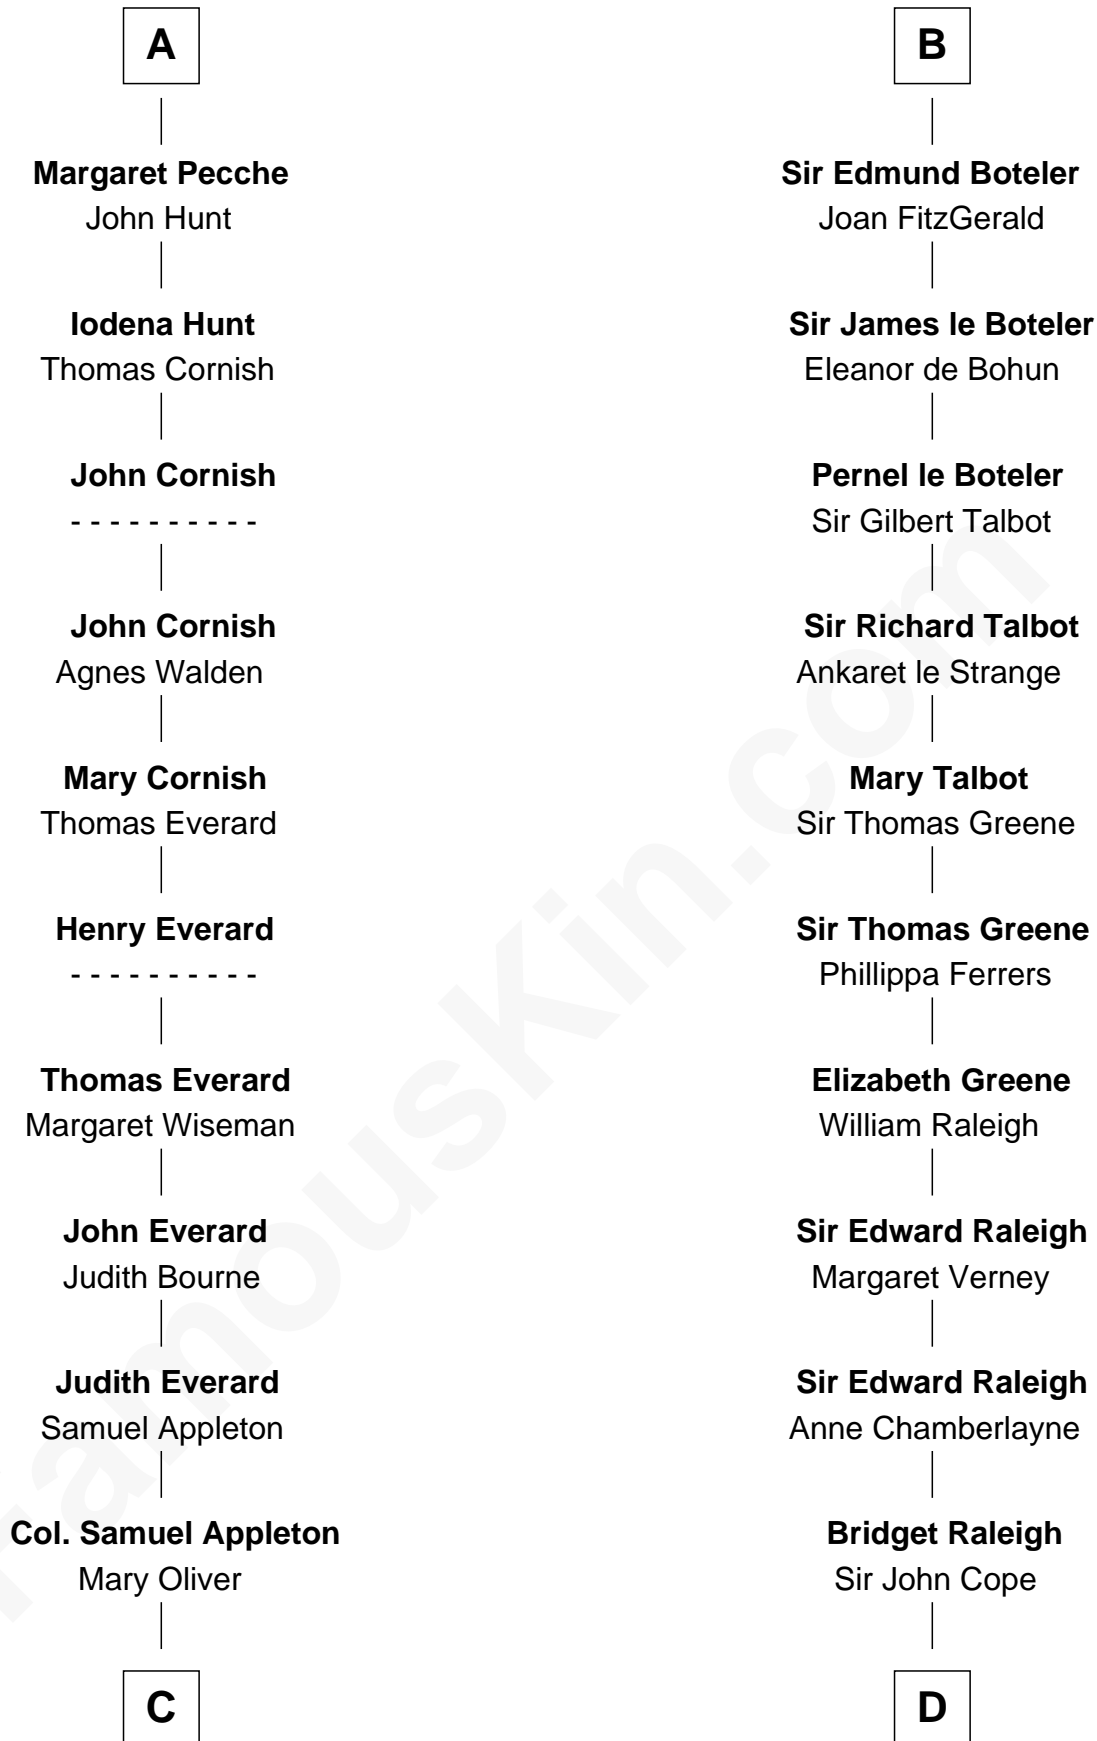 A
Margaret Pecche
John Hunt
Iodena Hunt
Thomas Cornish
John Cornish
- - - - - - - - - -
John Cornish
Agnes Walden
Mary Cornish
Thomas Everard
Henry Everard
- - - - - - - - - -
Thomas Everard
Margaret Wiseman
John Everard
Judith Bourne
Judith Everard
Samuel Appleton
Col. Samuel Appleton
Mary Oliver
C
B
Sir Edmund Boteler
Joan FitzGerald
Sir James le Boteler
Eleanor de Bohun
Pernel le Boteler
Sir Gilbert Talbot
Sir Richard Talbot
Ankaret le Strange
Mary Talbot
Sir Thomas Greene
Sir Thomas Greene
Phillippa Ferrers
Elizabeth Greene
William Raleigh
Sir Edward Raleigh
Margaret Verney
Sir Edward Raleigh
Anne Chamberlayne
Bridget Raleigh
Sir John Cope
D
FamousKin.com